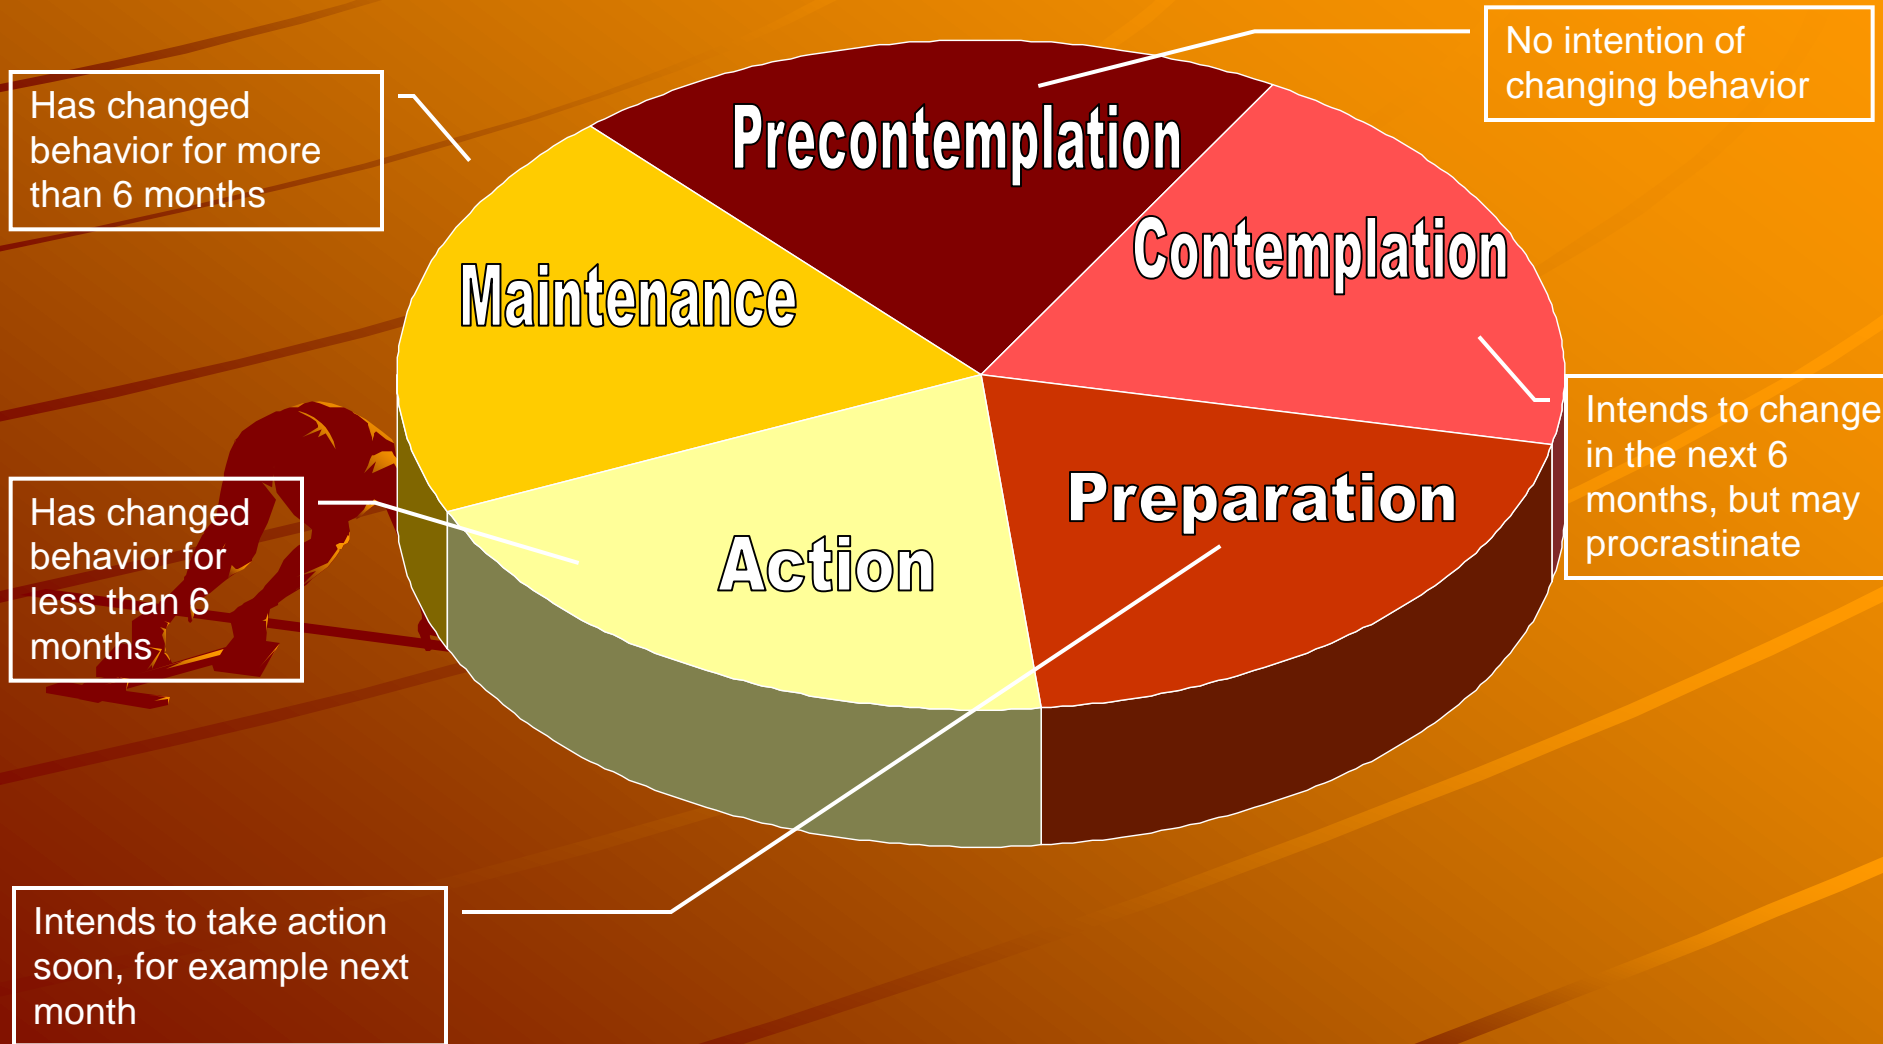 No intention of
changing behavior
Has changed
behavior for more
than 6 months
Precontemplation
Contemplation
Maintenance
Intends to change
in the next 6
months, but may
procrastinate
Preparation
Has changed
behavior for
less than 6
months
Action
Intends to take action
soon, for example next
month